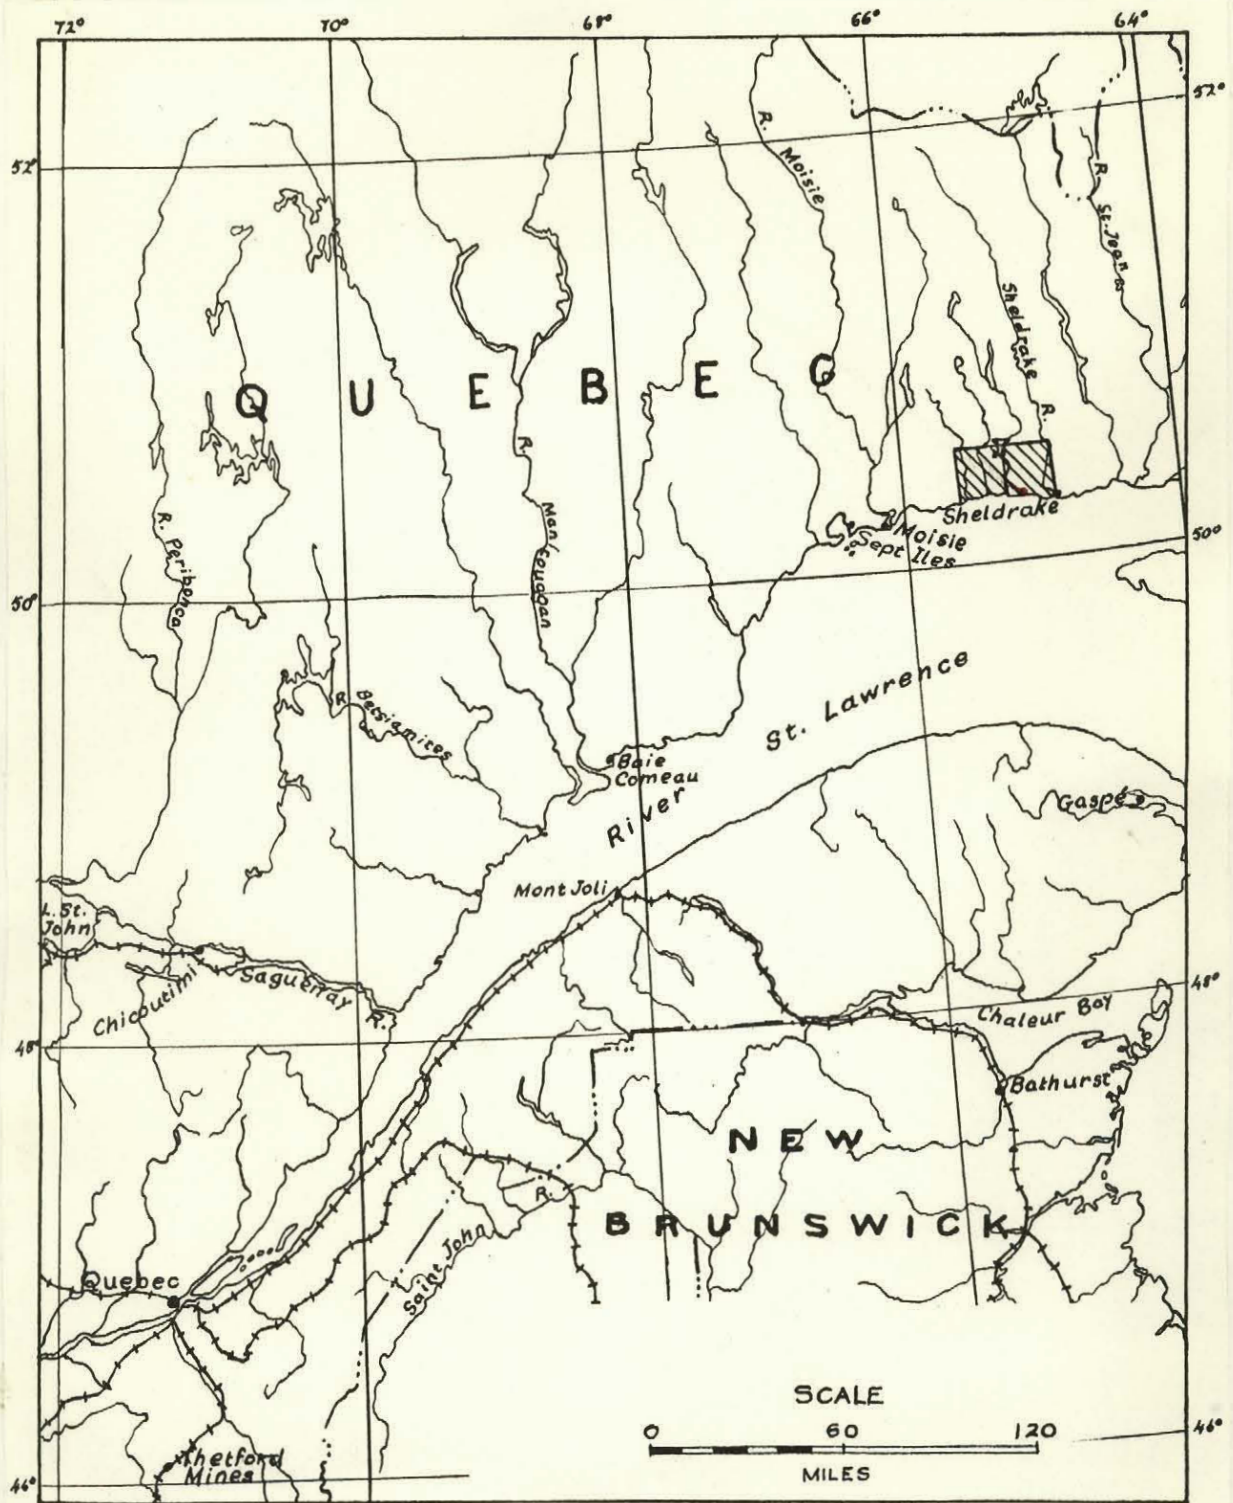 72° 70° 68° 66° 64°
52°
52°
R. Moisie
R. St. Jean
Sheldrake R.
QUEBEC
R. Peribonca
R. Manicougan
Sheldrake
Moisie
Sept Iles
50°
50°
R. Betsiamites
St. Lawrence
River
Baie
Comeau
Gaspé
Mont Joli
L. St.
John
Chicoutimi
Saguenay R.
48°
Chaleur Bay
48°
Bathurst
NEW
BRUNSWICK
Saint John R.
Quebec
SCALE
0 60 120
MILES
Thetford
Mines
46°
46°